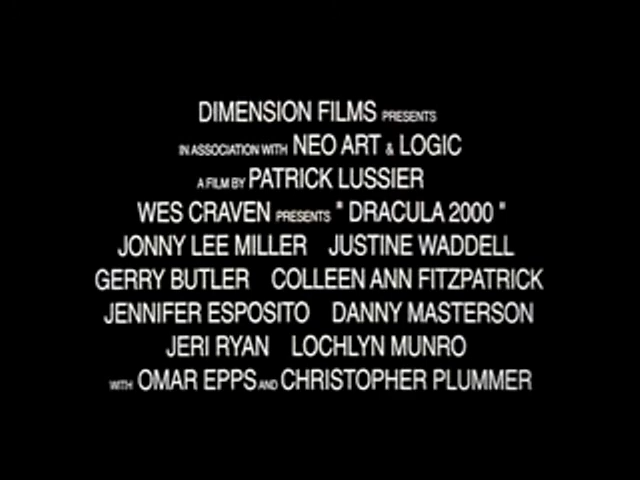 DIMENSION FILMS PRESENTS
IN ASSOCIATION WITH NEO ART & LOGIC
A FILM BY PATRICK LUSSIER
WES CRAVEN PRESENTS " DRACULA 2000 "
JONNY LEE MILLER JUSTINE WADDELL
GERRY BUTLER COLLEEN ANN FITZPATRICK
JENNIFER ESPOSITO DANNY MASTERSON
JERI RYAN LOCHLYN MUNRO
WITH OMAR EPPS AND CHRISTOPHER PLUMMER